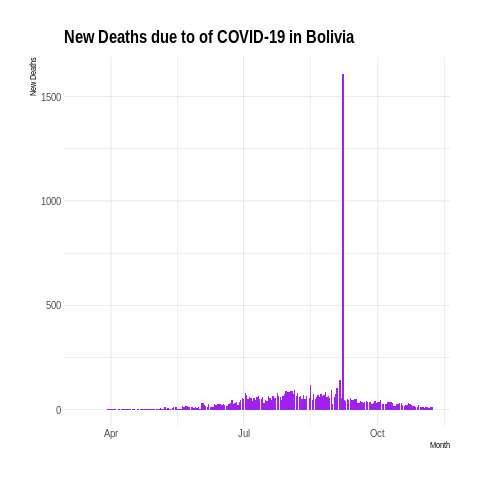 New Deaths due to of COVID-19 in Bolivia
New Deaths
1500
1000
500
0
Apr
Jul
Oct
Month